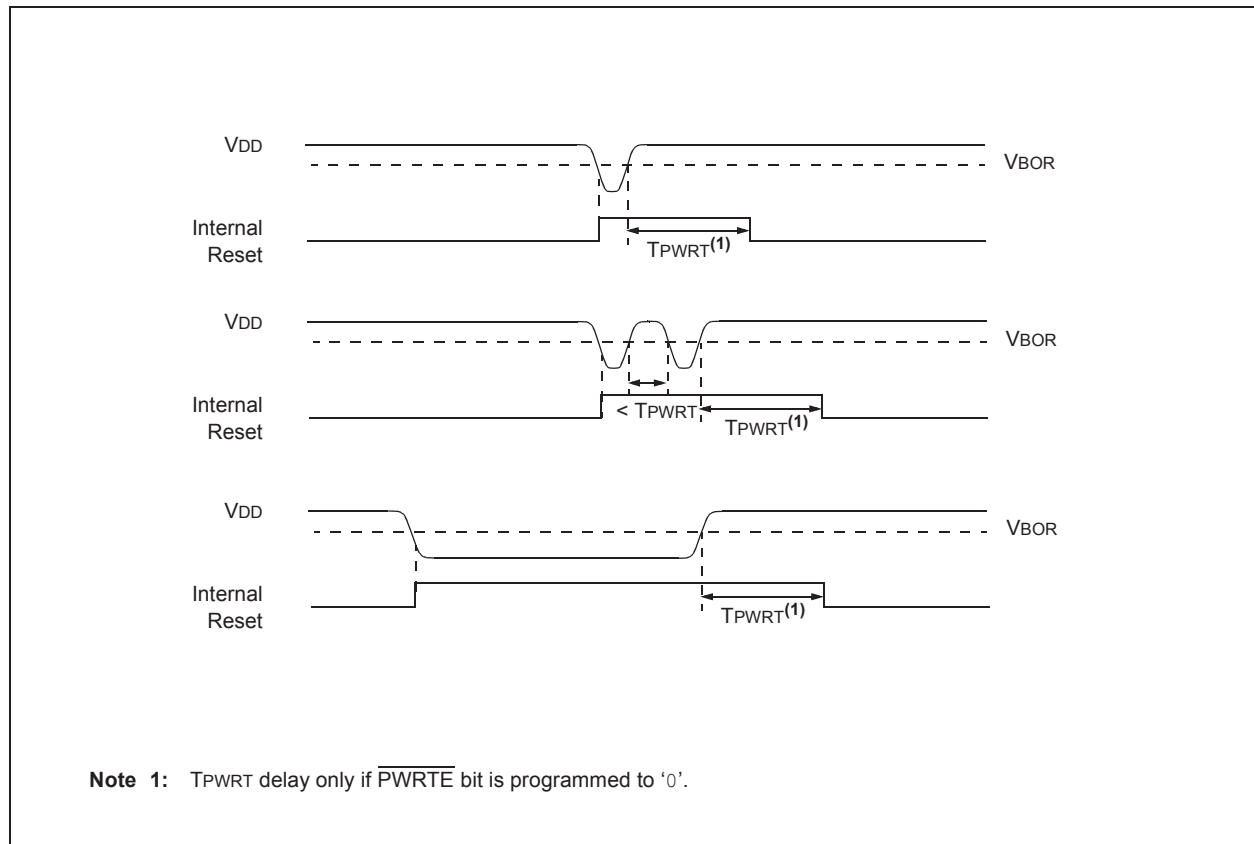 VDD
VBOR
Internal
Reset
TPWRT(1)
VDD
VBOR
Internal
Reset
< TPWRT
TPWRT(1)
VDD
VBOR
Internal
Reset
TPWRT(1)
Note 1: TPWRT delay only if PWRTE bit is programmed to ‘0’.